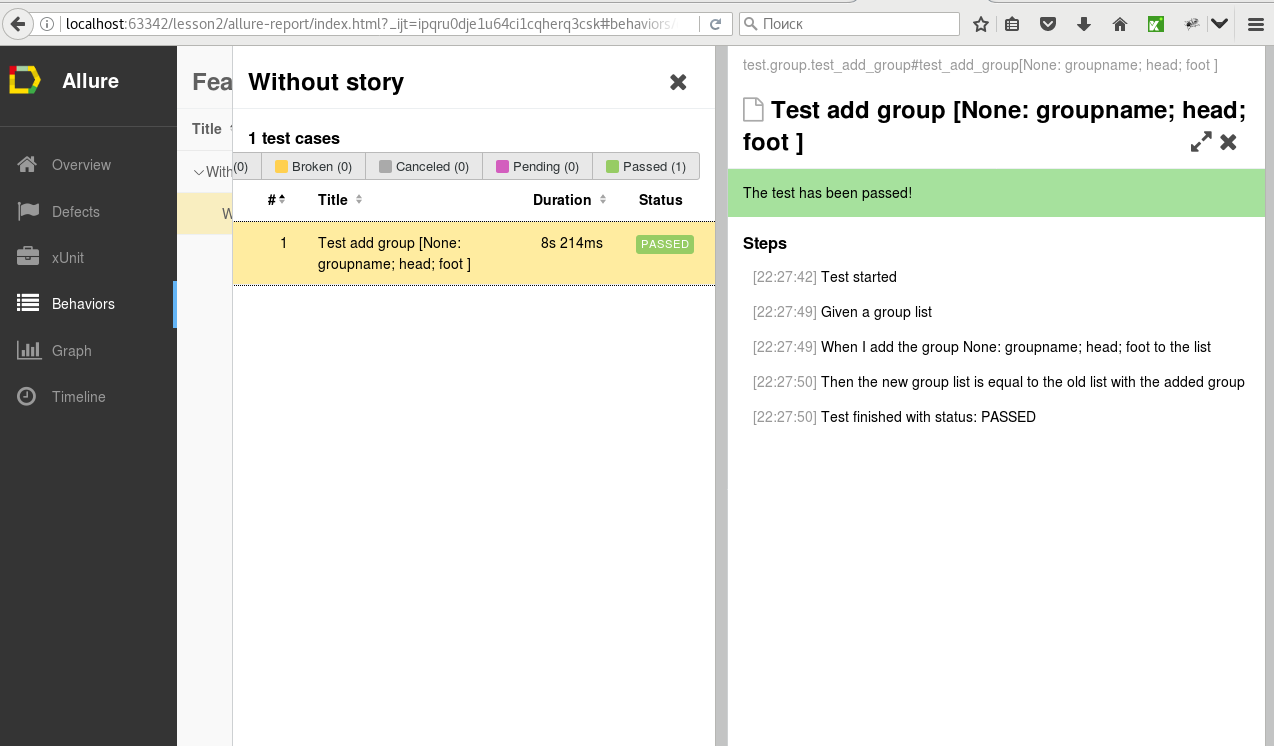 localhost:63342/lesson2/allure-report/index.html?_ijt=ipqru0dje1u64ci1cqherq3csk#behaviors/
Поиск
Allure
Overview
Defects
xUnit
Behaviors
Graph
Timeline
Fea
Title
With
W
Without story
1 test cases
(0) Broken (0) Canceled (0) Pending (0) Passed (1)
# Title Duration Status
1 Test add group [None: 8s 214ms PASSED
groupname; head; foot ]
test.group.test_add_group#test_add_group[None: groupname; head; foot ]
Test add group [None: groupname; head;
foot ]
The test has been passed!
Steps
[22:27:42] Test started
[22:27:49] Given a group list
[22:27:49] When I add the group None: groupname; head; foot to the list
[22:27:50] Then the new group list is equal to the old list with the added group
[22:27:50] Test finished with status: PASSED